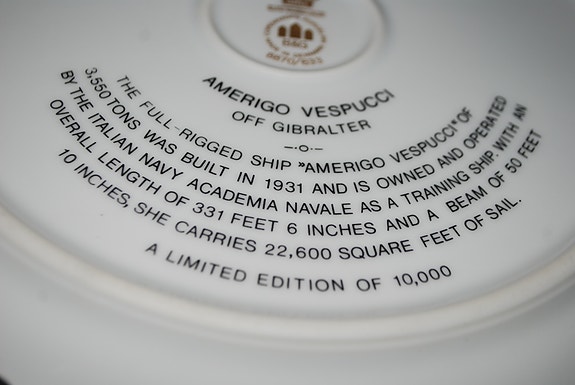 B&G
8870/633
AMERIGO VESPUCCI
OFF GIBRALTER
—·O·—
THE FULL-RIGGED SHIP "AMERIGO VESPUCCI" OF
3,550 TONS WAS BUILT IN 1931 AND IS OWNED AND OPERATED
BY THE ITALIAN NAVY ACADEMIA NAVALE AS A TRAINING SHIP. WITH AN
OVERALL LENGTH OF 331 FEET 6 INCHES AND A BEAM OF 50 FEET
10 INCHES, SHE CARRIES 22,600 SQUARE FEET OF SAIL.
A LIMITED EDITION OF 10,000